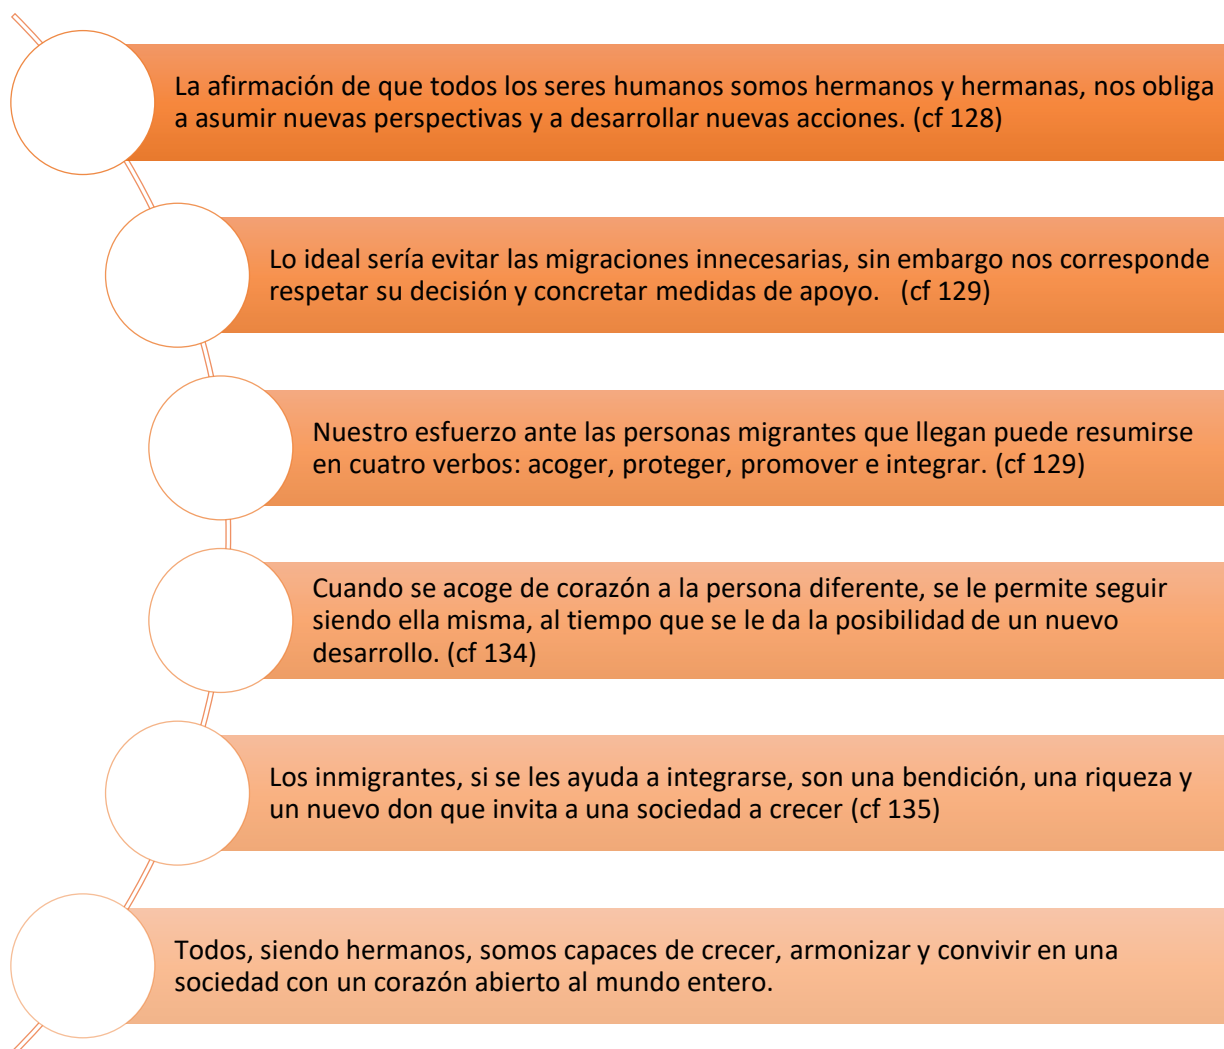 La afirmación de que todos los seres humanos somos hermanos y hermanas, nos obliga
a asumir nuevas perspectivas y a desarrollar nuevas acciones. (cf 128)
Lo ideal sería evitar las migraciones innecesarias, sin embargo nos corresponde
respetar su decisión y concretar medidas de apoyo.   (cf 129)
Nuestro esfuerzo ante las personas migrantes que llegan puede resumirse
en cuatro verbos: acoger, proteger, promover e integrar. (cf 129)
Cuando se acoge de corazón a la persona diferente, se le permite seguir
siendo ella misma, al tiempo que se le da la posibilidad de un nuevo
desarrollo. (cf 134)
Los inmigrantes, si se les ayuda a integrarse, son una bendición, una riqueza y
un nuevo don que invita a una sociedad a crecer (cf 135)
Todos, siendo hermanos, somos capaces de crecer, armonizar y convivir en una
sociedad con un corazón abierto al mundo entero.